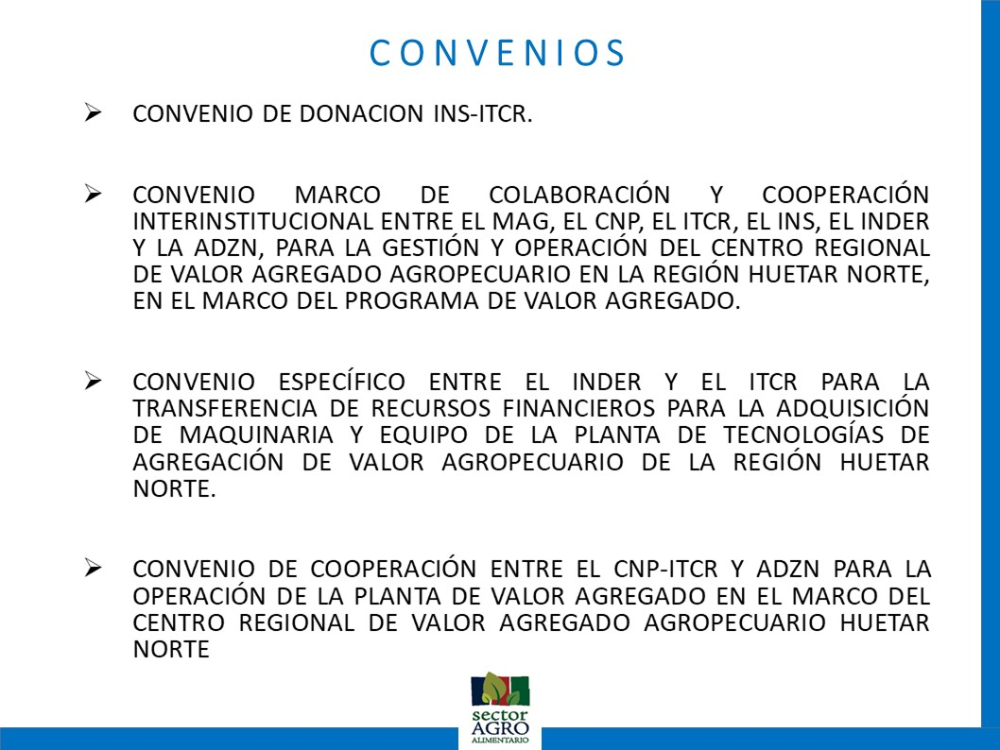 CONVENIOS
➢ CONVENIO DE DONACION INS-ITCR.
➢ CONVENIO MARCO DE COLABORACIÓN Y COOPERACIÓN
INTERINSTITUCIONAL ENTRE EL MAG, EL CNP, EL ITCR, EL INS, EL INDER
Y LA ADZN, PARA LA GESTIÓN Y OPERACIÓN DEL CENTRO REGIONAL
DE VALOR AGREGADO AGROPECUARIO EN LA REGIÓN HUETAR NORTE,
EN EL MARCO DEL PROGRAMA DE VALOR AGREGADO.
➢ CONVENIO ESPECÍFICO ENTRE EL INDER Y EL ITCR PARA LA
TRANSFERENCIA DE RECURSOS FINANCIEROS PARA LA ADQUISICIÓN
DE MAQUINARIA Y EQUIPO DE LA PLANTA DE TECNOLOGÍAS DE
AGREGACIÓN DE VALOR AGROPECUARIO DE LA REGIÓN HUETAR
NORTE.
➢ CONVENIO DE COOPERACIÓN ENTRE EL CNP-ITCR Y ADZN PARA LA
OPERACIÓN DE LA PLANTA DE VALOR AGREGADO EN EL MARCO DEL
CENTRO REGIONAL DE VALOR AGREGADO AGROPECUARIO HUETAR
NORTE
sector
AGRO
ALIMENTARIO